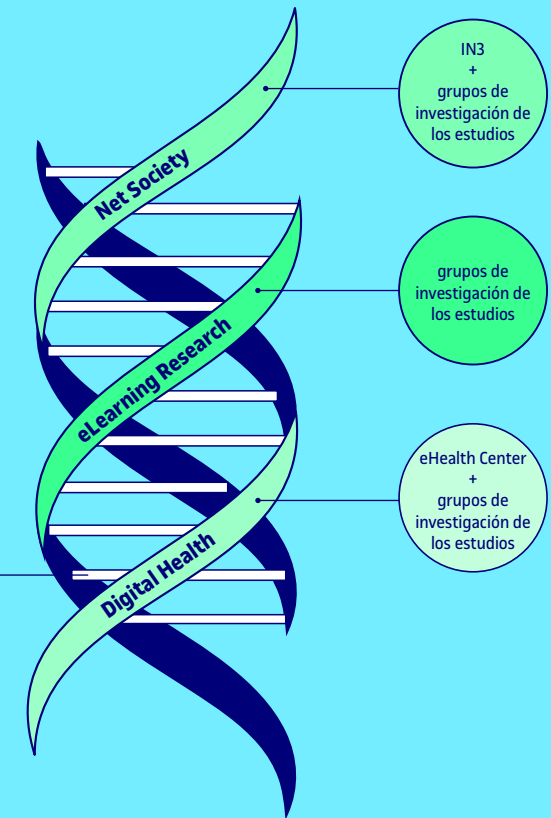 IN3
+
grupos de
investigación de
los estudios
Net Society
grupos de
investigación de
los estudios
eLearning Research
eHealth Center
+
grupos de
investigación de
los estudios
Digital Health